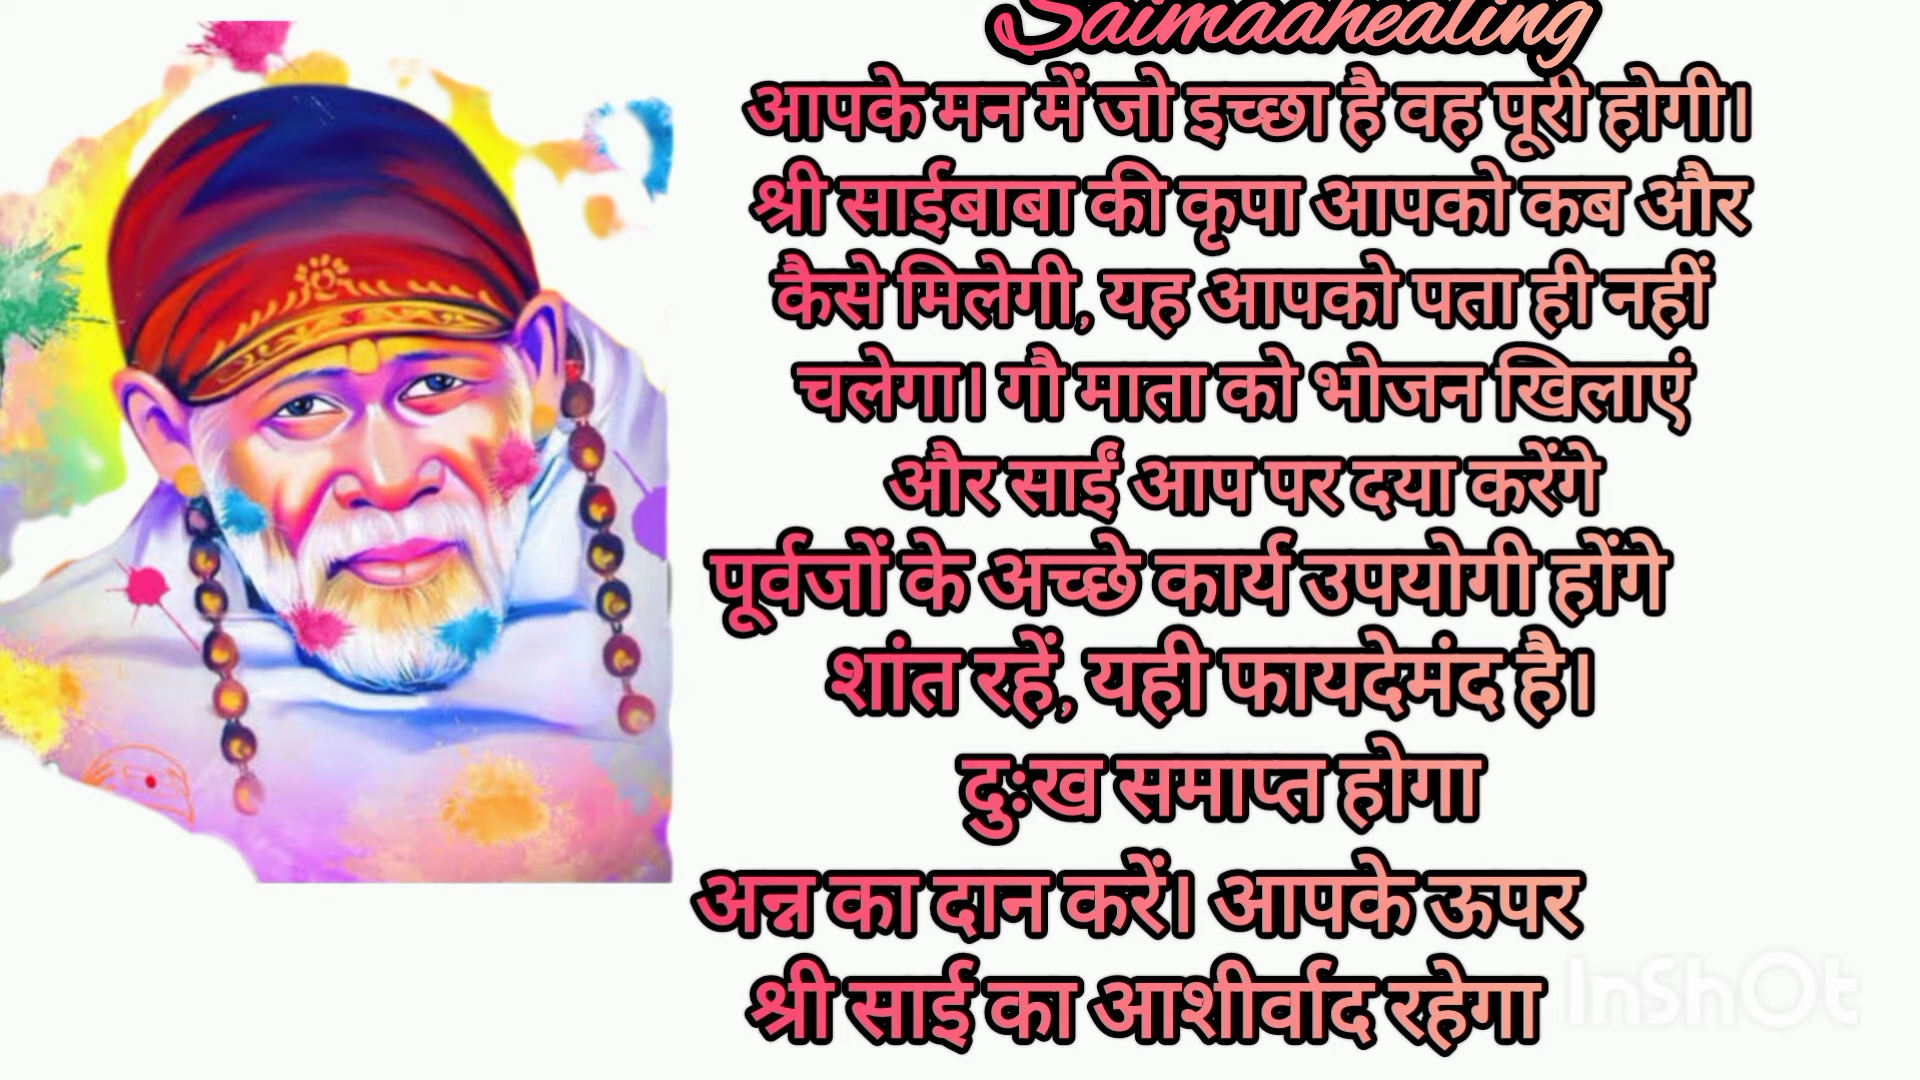 Saimaahealing
आपके मन में जो इच्छा है वह पूरी होगी।
श्री साईबाबा की कृपा आपको कब और
कैसे मिलेगी, यह आपको पता ही नहीं
चलेगा। गौ माता को भोजन खिलाएं
और साईं आप पर दया करेंगे
पूर्वजों के अच्छे कार्य उपयोगी होंगे
शांत रहें, यही फायदेमंद है।
दुःख समाप्त होगा
अन्न का दान करें। आपके ऊपर
श्री साई का आशीर्वाद रहेगा
InShOt